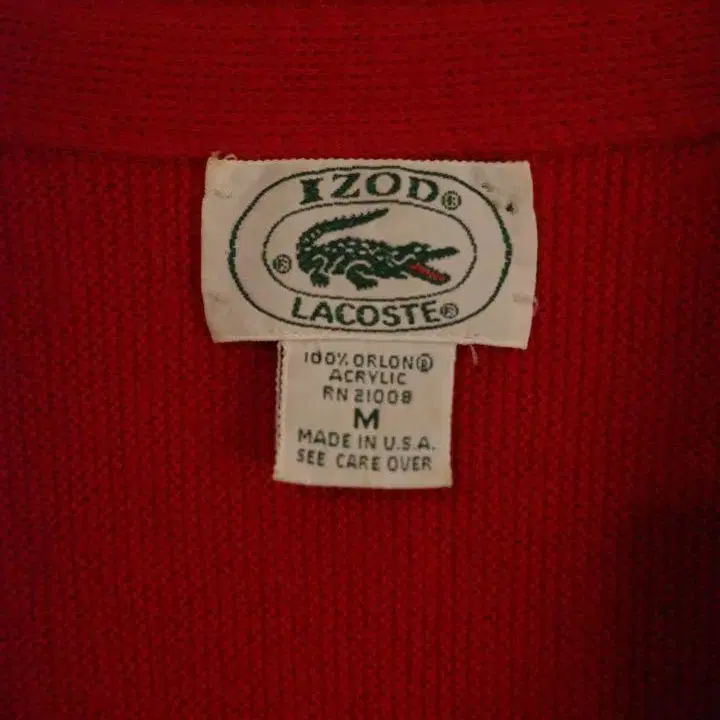 IZOD®
®
LACOSTE®
100% ORLON®
ACRYLIC
RN 21008
M
MADE IN U.S.A.
SEE CARE OVER